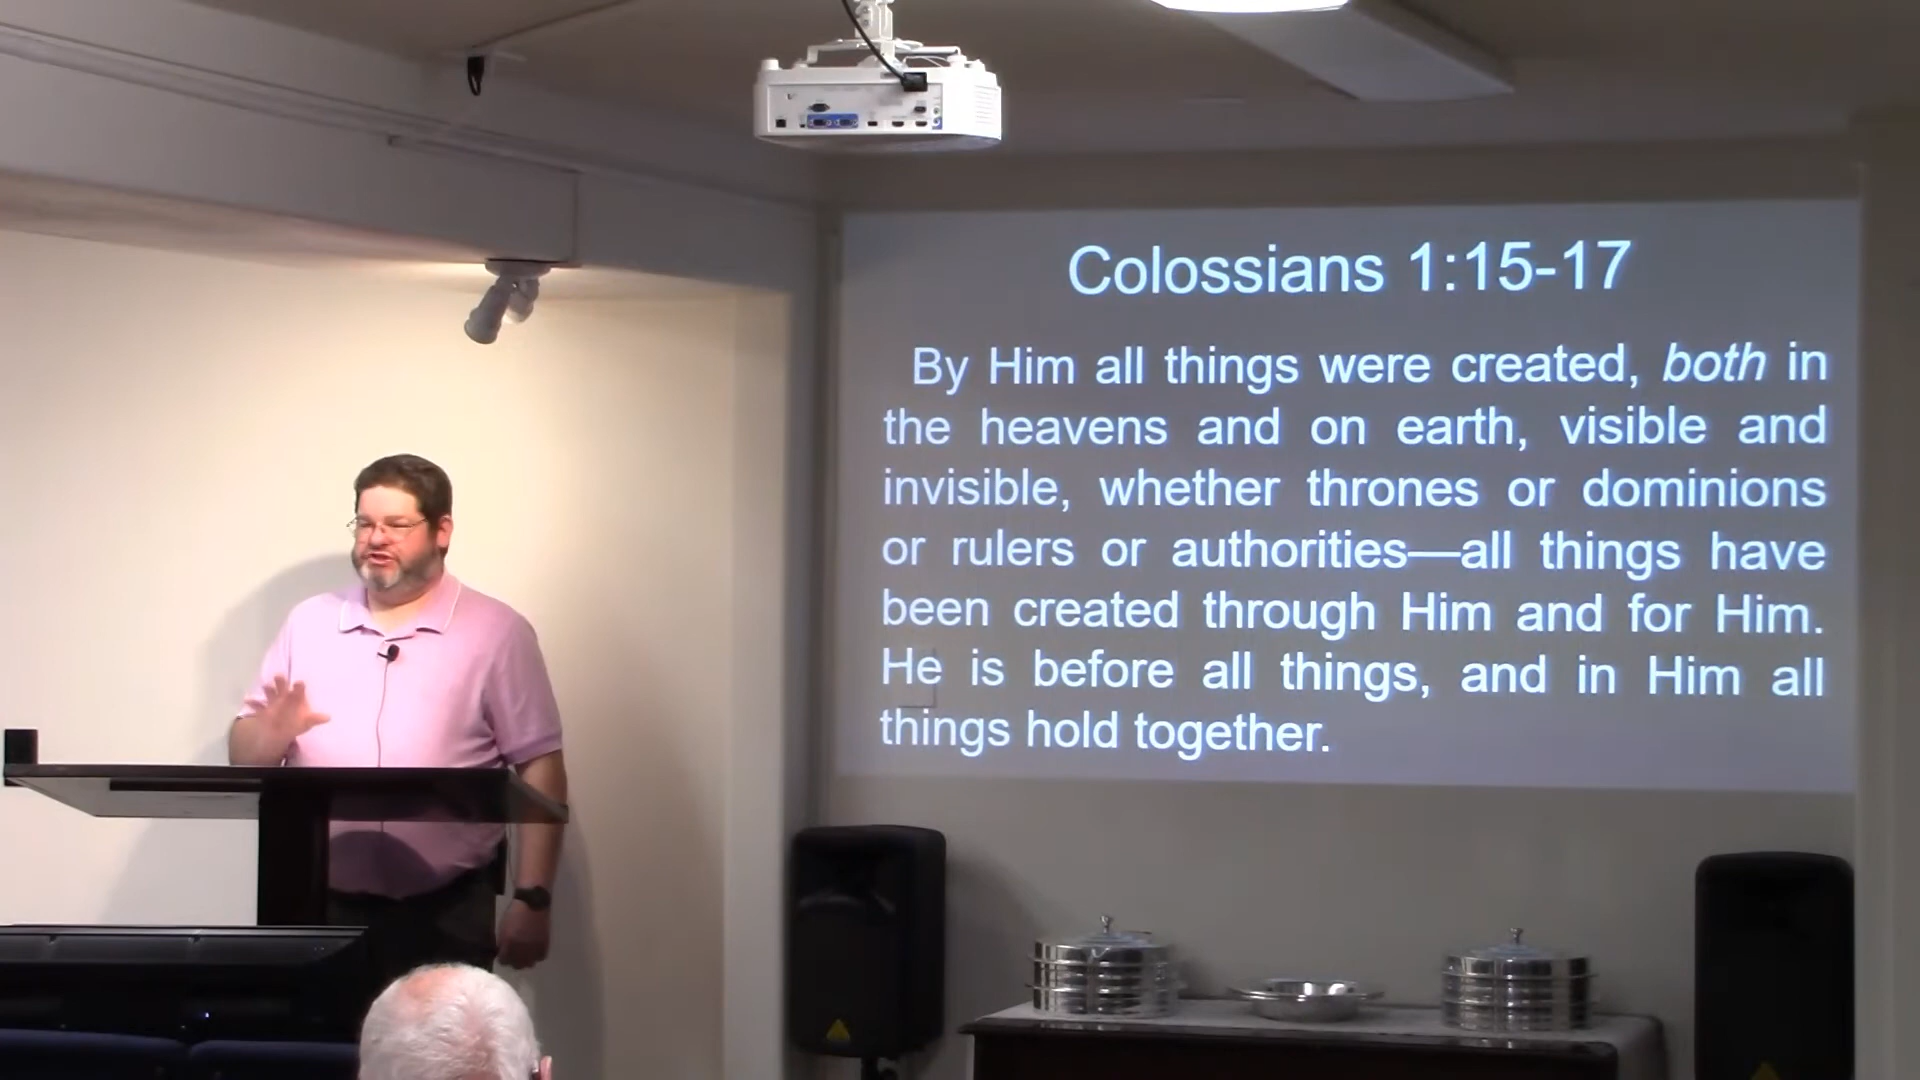 Colossians 1:15-17
By Him all things were created, both in
the heavens and on earth, visible and
invisible, whether thrones or dominions
or rulers or authorities—all things have
been created through Him and for Him.
He is before all things, and in Him all
things hold together.